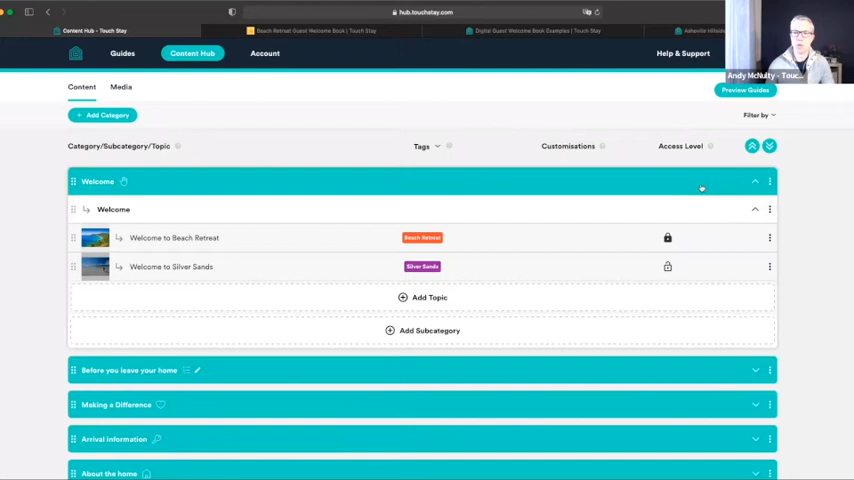 hub.touchstay.com
Content Hub - Touch Stay
Beach Retreat Guest Welcome Book | Touch Stay
Digital Guest Welcome Book Examples | Touch Stay
Asheville Hillside
Guides
Content Hub
Account
Help & Support
Andy McNulty - Touc...
Content
Media
Preview Guides
+ Add Category
Filter by
Category/Subcategory/Topic
Tags
Customisations
Access Level
Welcome
Welcome
Welcome to Beach Retreat
Beach Retreat
Welcome to Silver Sands
Silver Sands
Add Topic
Add Subcategory
Before you leave your home
Making a Difference
Arrival information
About the home